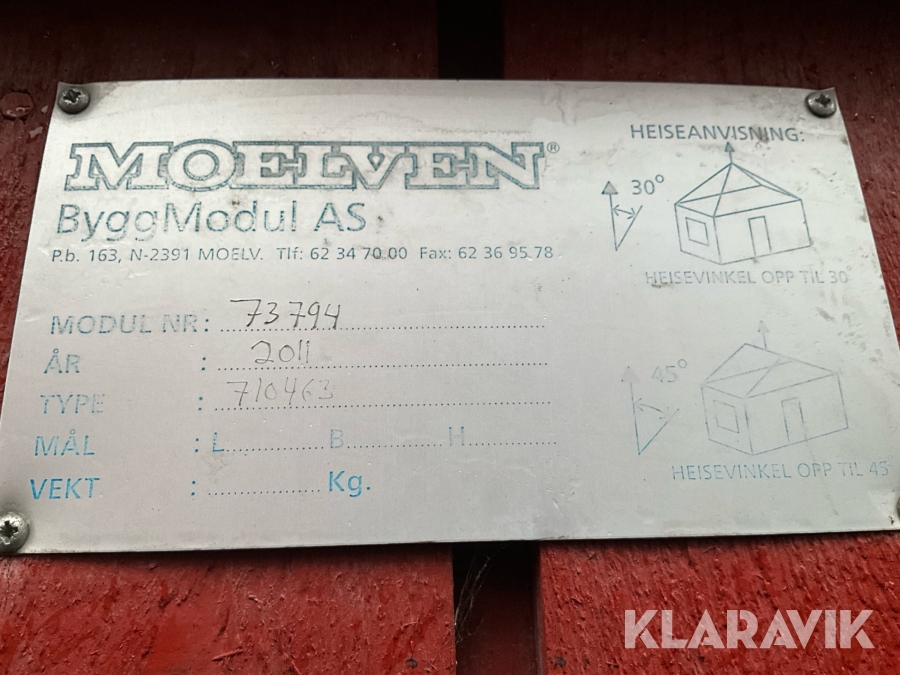 MOELVEN®
ByggModul AS
P.b. 163, N-2391 MOELV. Tlf: 62 34 70 00 Fax: 62 36 95 78
MODUL NR: 73794
ÅR : 2011
TYPE : 710463
MÅL : L B H
VEKT : Kg.
HEISEANVISNING:
30°
HEISEVINKEL OPP TIL 30°
45°
HEISEVINKEL OPP TIL 45°
KLARAVIK